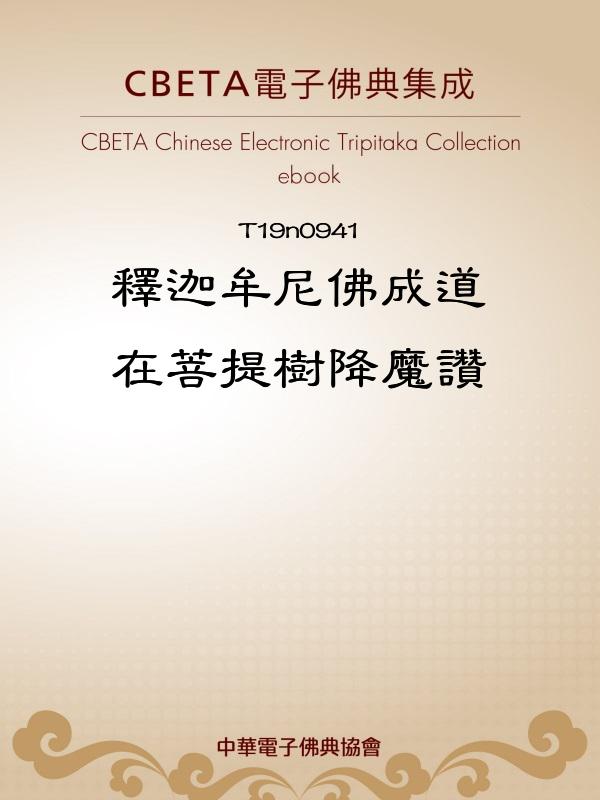 CBETA電子佛典集成
CBETA Chinese Electronic Tripitaka Collection
ebook
T19n0941
釋迦牟尼佛成道
在菩提樹降魔讚
中華電子佛典協會